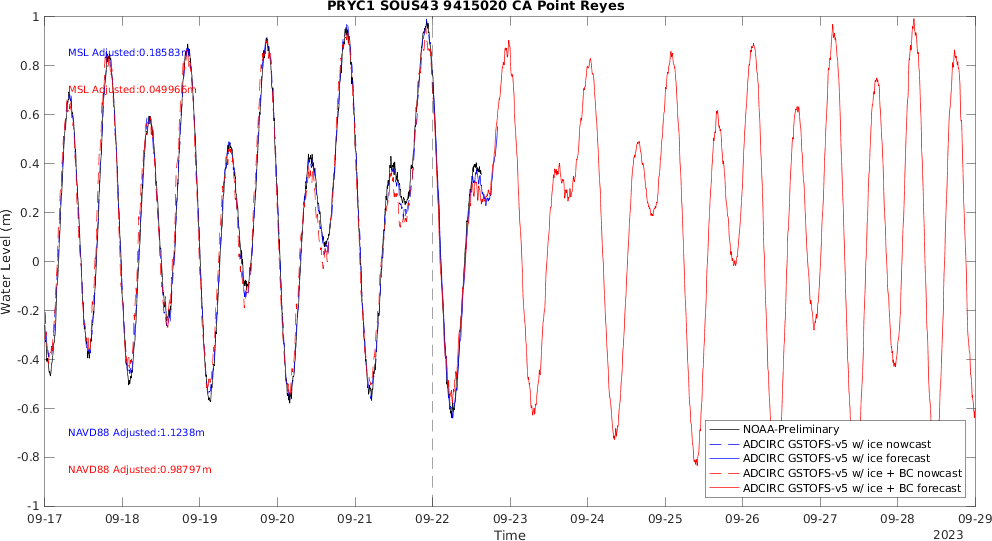 PRYC1 SOUS43 9415020 CA Point Reyes
MSL Adjusted:0.18583m
MSL Adjusted:0.049966m
NAVD88 Adjusted:1.1238m
NAVD88 Adjusted:0.98797m
Water Level (m)
1
0.8
0.6
0.4
0.2
0
-0.2
-0.4
-0.6
-0.8
-1
NOAA-Preliminary
ADCIRC GSTOFS-v5 w/ ice nowcast
ADCIRC GSTOFS-v5 w/ ice forecast
ADCIRC GSTOFS-v5 w/ ice + BC nowcast
ADCIRC GSTOFS-v5 w/ ice + BC forecast
09-17 09-18 09-19 09-20 09-21 09-22 09-23 09-24 09-25 09-26 09-27 09-28 09-29
Time
2023